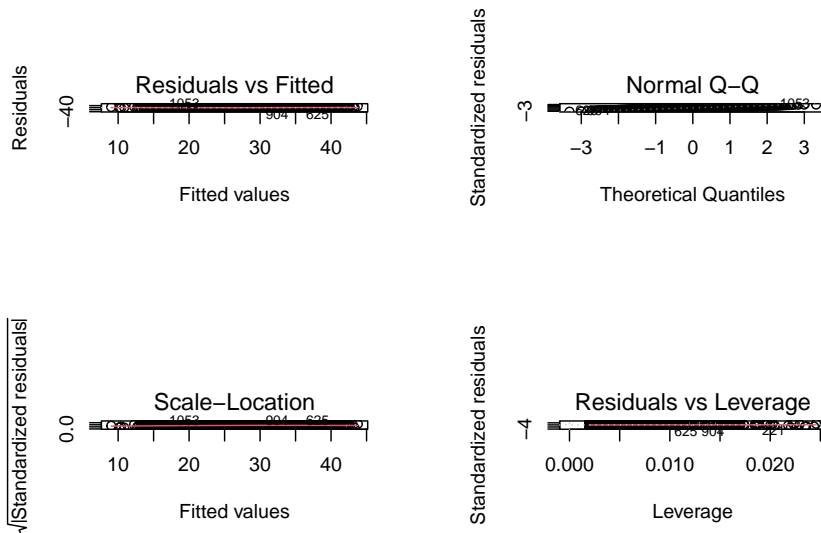 Residuals vs Fitted
Residuals
−40
1053
904
625
10 20 30 40
Fitted values
Normal Q−Q
Standardized residuals
−3
1053
−3 −1 0 1 2 3
Theoretical Quantiles
Scale−Location
√|Standardized residuals|
0.0
1053
904
625
10 20 30 40
Fitted values
Residuals vs Leverage
Standardized residuals
−4
625
904
221
0.000 0.010 0.020
Leverage